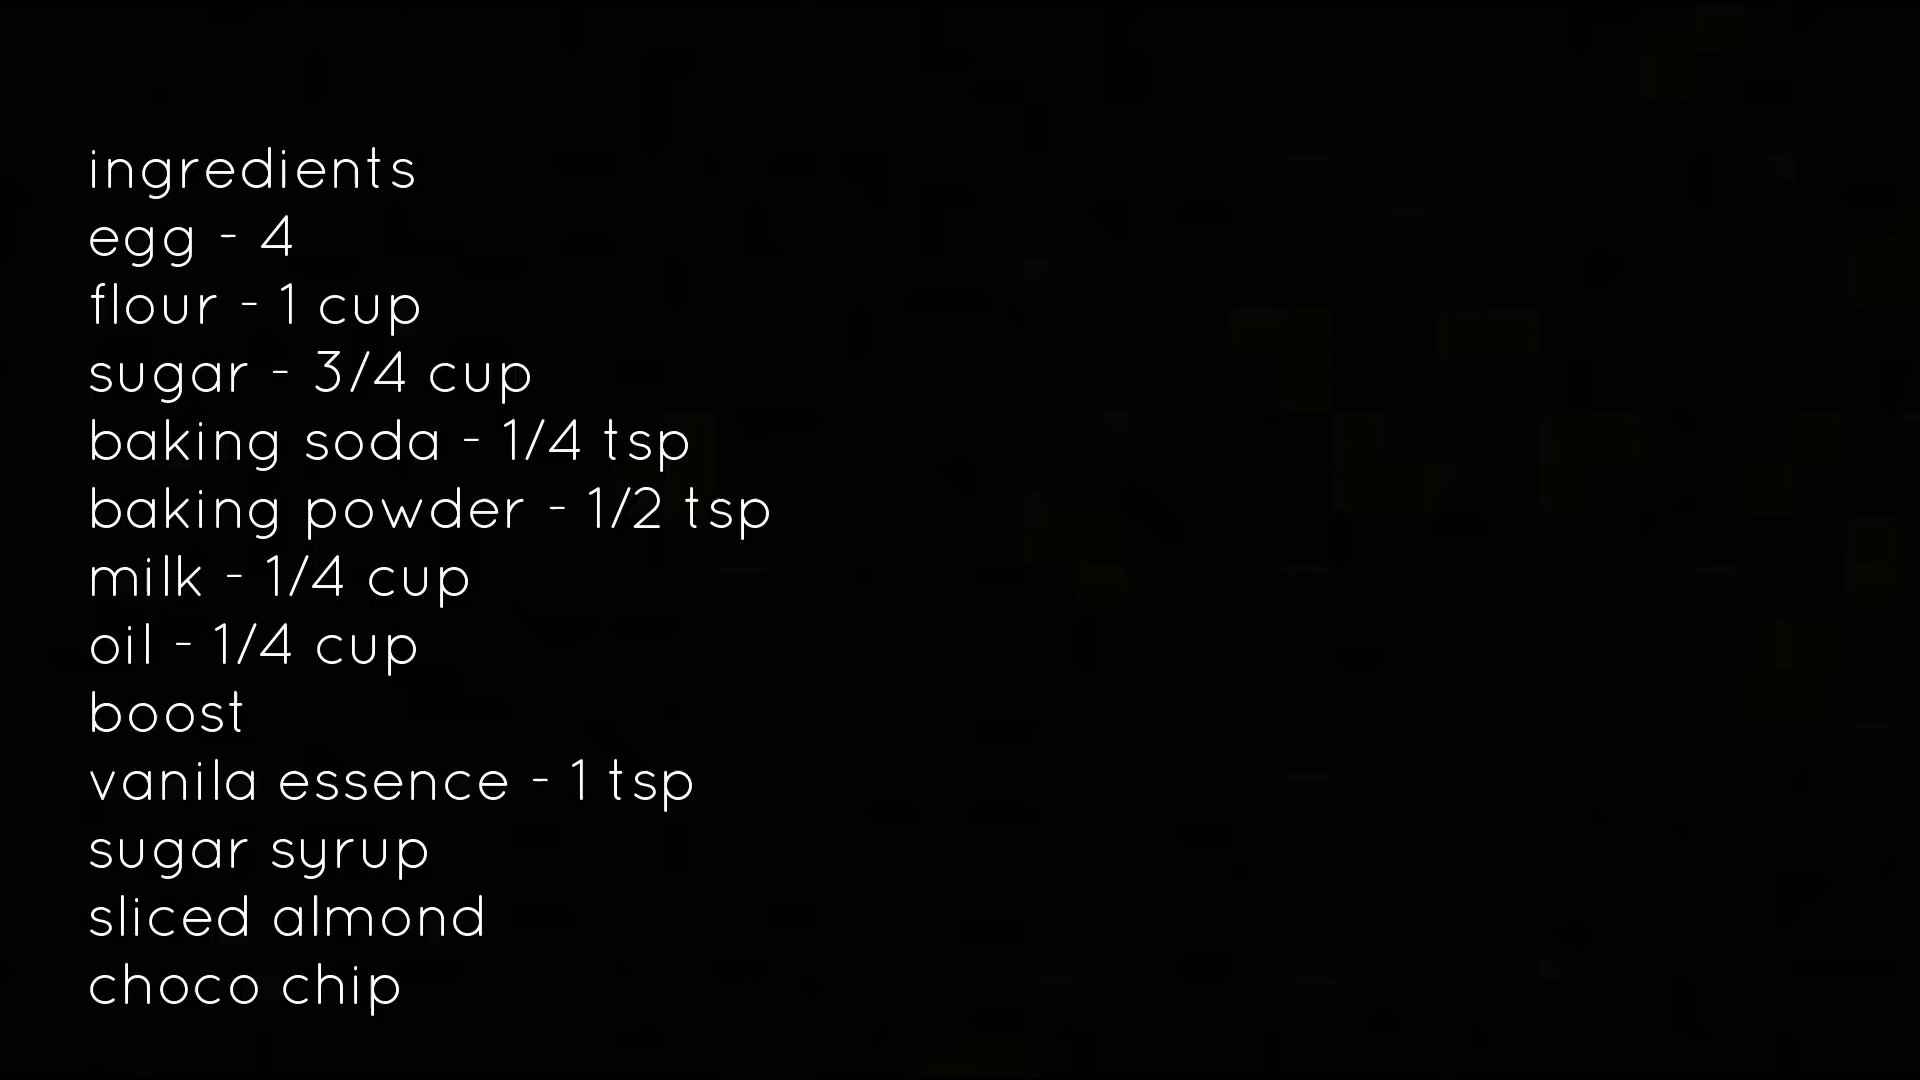 ingredients
egg - 4
flour - 1 cup
sugar - 3/4 cup
baking soda - 1/4 tsp
baking powder - 1/2 tsp
milk - 1/4 cup
oil - 1/4 cup
boost
vanila essence - 1 tsp
sugar syrup
sliced almond
choco chip